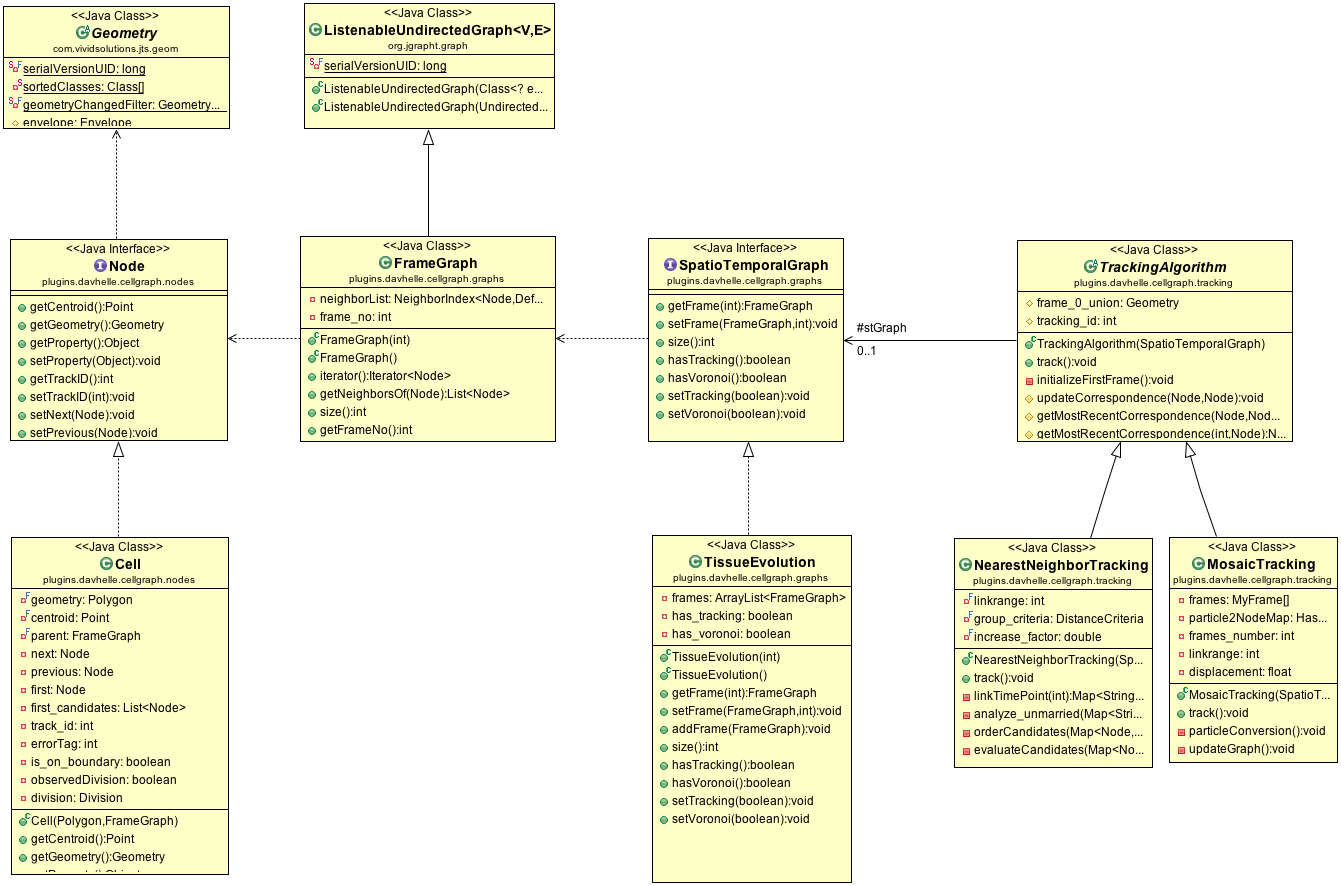 <<Java Class>>
Geometry
com.vividsolutions.jts.geom
serialVersionUID: long
sortedClasses: Class[]
geometryChangedFilter: Geometry...
envelope: Envelope
<<Java Class>>
ListenableUndirectedGraph<V,E>
org.jgrapht.graph
serialVersionUID: long
ListenableUndirectedGraph(Class<? e...
ListenableUndirectedGraph(Undirected...
<<Java Interface>>
Node
plugins.davhelle.cellgraph.nodes
getCentroid():Point
getGeometry():Geometry
getProperty():Object
setProperty(Object):void
getTrackID():int
setTrackID(int):void
setNext(Node):void
setPrevious(Node):void
<<Java Class>>
FrameGraph
plugins.davhelle.cellgraph.graphs
neighborList: NeighborIndex<Node,Def...
frame_no: int
FrameGraph(int)
FrameGraph()
iterator():Iterator<Node>
getNeighborsOf(Node):List<Node>
size():int
getFrameNo():int
<<Java Interface>>
SpatioTemporalGraph
plugins.davhelle.cellgraph.graphs
getFrame(int):FrameGraph
setFrame(FrameGraph,int):void
size():int
hasTracking():boolean
hasVoronoi():boolean
setTracking(boolean):void
setVoronoi(boolean):void
#stGraph
0..1
<<Java Class>>
TrackingAlgorithm
plugins.davhelle.cellgraph.tracking
frame_0_union: Geometry
tracking_id: int
TrackingAlgorithm(SpatioTemporalGraph)
track():void
initializeFirstFrame():void
updateCorrespondence(Node,Node):void
getMostRecentCorrespondence(Node,Nod...
getMostRecentCorrespondence(int,Node):N...
<<Java Class>>
Cell
plugins.davhelle.cellgraph.nodes
geometry: Polygon
centroid: Point
parent: FrameGraph
next: Node
previous: Node
first: Node
first_candidates: List<Node>
track_id: int
errorTag: int
is_on_boundary: boolean
observedDivision: boolean
division: Division
Cell(Polygon,FrameGraph)
getCentroid():Point
getGeometry():Geometry
<<Java Class>>
TissueEvolution
plugins.davhelle.cellgraph.graphs
frames: ArrayList<FrameGraph>
has_tracking: boolean
has_voronoi: boolean
TissueEvolution(int)
TissueEvolution()
getFrame(int):FrameGraph
setFrame(FrameGraph,int):void
addFrame(FrameGraph):void
size():int
hasTracking():boolean
hasVoronoi():boolean
setTracking(boolean):void
setVoronoi(boolean):void
<<Java Class>>
NearestNeighborTracking
plugins.davhelle.cellgraph.tracking
linkrange: int
group_criteria: DistanceCriteria
increase_factor: double
NearestNeighborTracking(Sp...
track():void
linkTimePoint(int):Map<String...
analyze_unmarried(Map<Stri...
orderCandidates(Map<Node,...
evaluateCandidates(Map<No...
<<Java Class>>
MosaicTracking
plugins.davhelle.cellgraph.tracking
frames: MyFrame[]
particle2NodeMap: Has...
frames_number: int
linkrange: int
displacement: float
MosaicTracking(SpatioT...
track():void
particleConversion():void
updateGraph():void